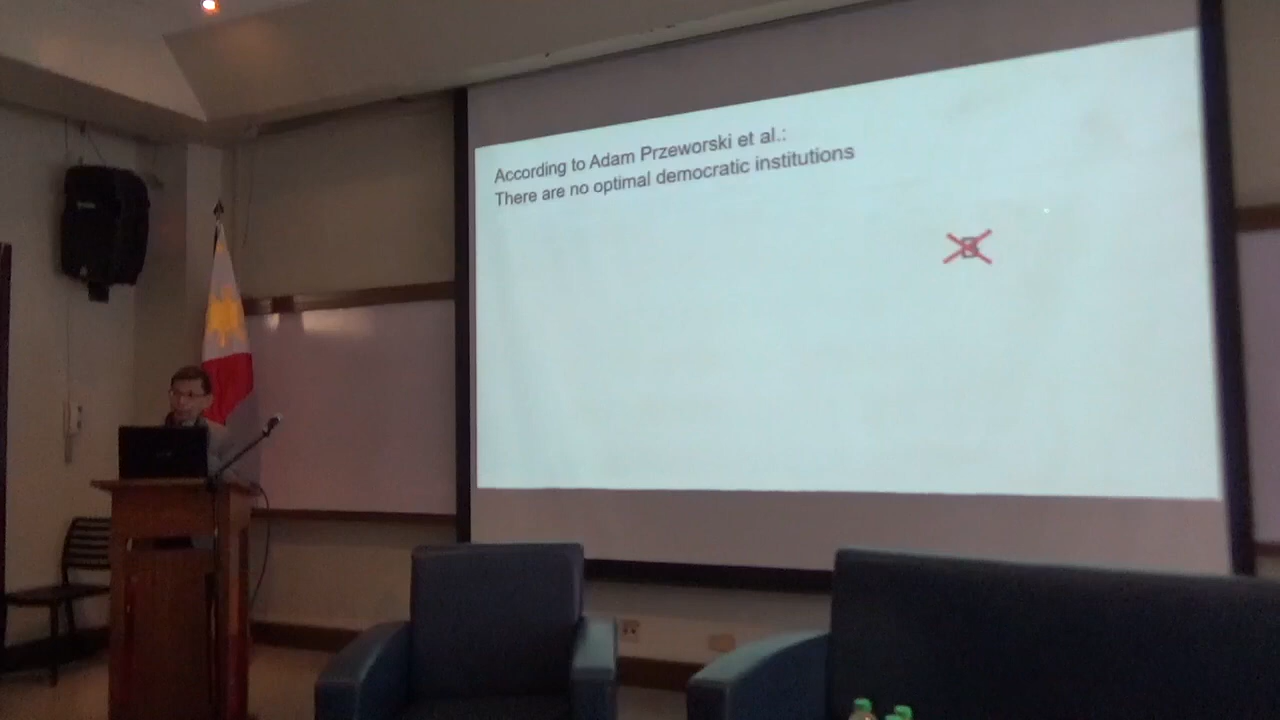 According to Adam Przeworski et al.:
There are no optimal democratic institutions